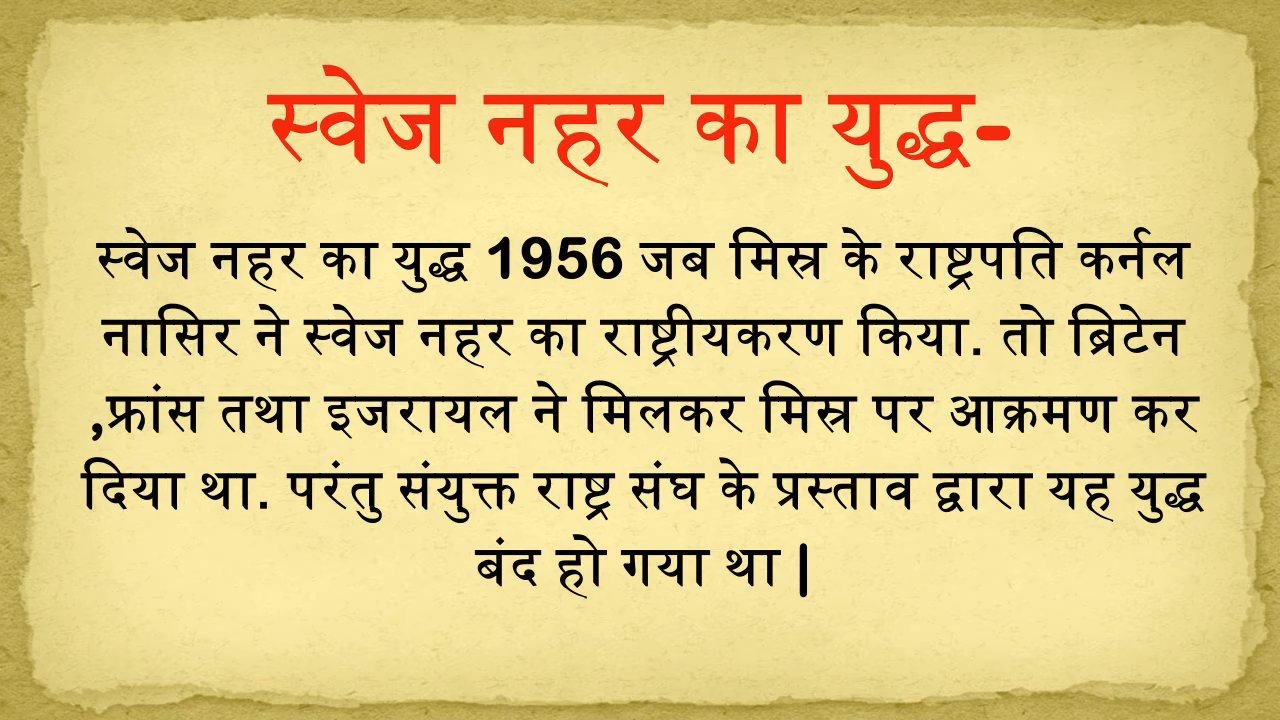 स्वेज नहर का युद्ध-
स्वेज नहर का युद्ध 1956 जब मिस्र के राष्ट्रपति कर्नल
नासिर ने स्वेज नहर का राष्ट्रीयकरण किया. तो ब्रिटेन
,फ्रांस तथा इजरायल ने मिलकर मिस्र पर आक्रमण कर
दिया था. परंतु संयुक्त राष्ट्र संघ के प्रस्ताव द्वारा यह युद्ध
बंद हो गया था |